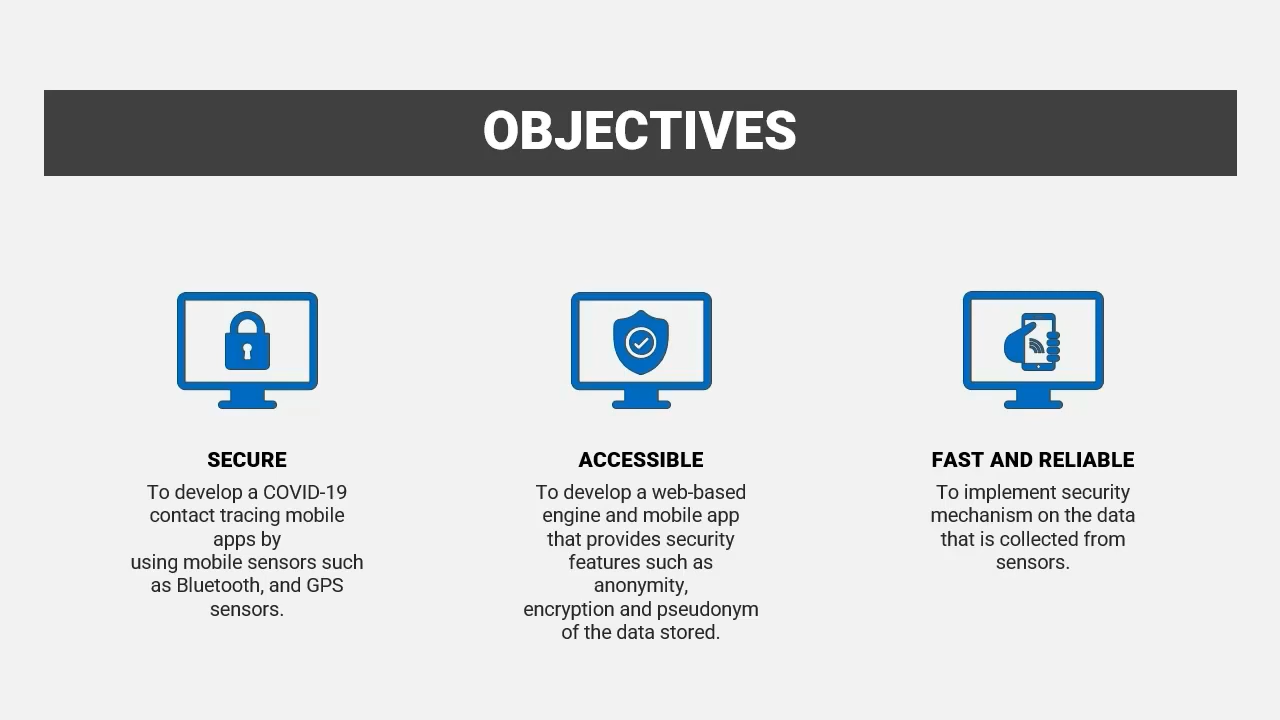 OBJECTIVES
SECURE
To develop a COVID-19
contact tracing mobile
apps by
using mobile sensors such
as Bluetooth, and GPS
sensors.
ACCESSIBLE
To develop a web-based
engine and mobile app
that provides security
features such as
anonymity,
encryption and pseudonym
of the data stored.
FAST AND RELIABLE
To implement security
mechanism on the data
that is collected from
sensors.